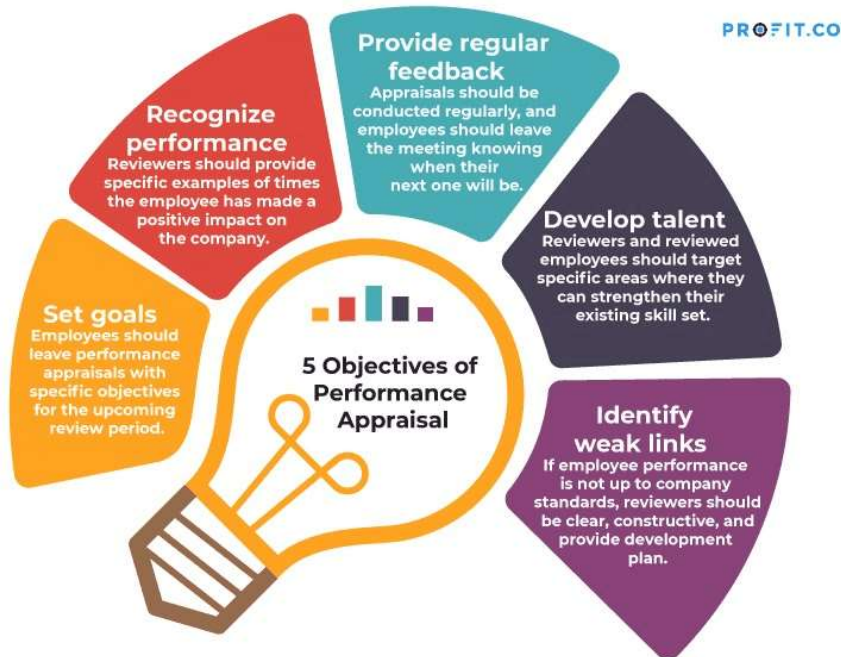 PROFIT.CO
Set goals
Employees should
leave performance
appraisals with
specific objectives
for the upcoming
review period.
Recognize
performance
Reviewers should provide
specific examples of times
the employee has made a
positive impact on
the company.
Provide regular
feedback
Appraisals should be
conducted regularly, and
employees should leave
the meeting knowing
when their
next one will be.
Develop talent
Reviewers and reviewed
employees should target
specific areas where they
can strengthen their
existing skill set.
Identify
weak links
If employee performance
is not up to company
standards, reviewers should
be clear, constructive, and
provide development
plan.
5 Objectives of
Performance
Appraisal